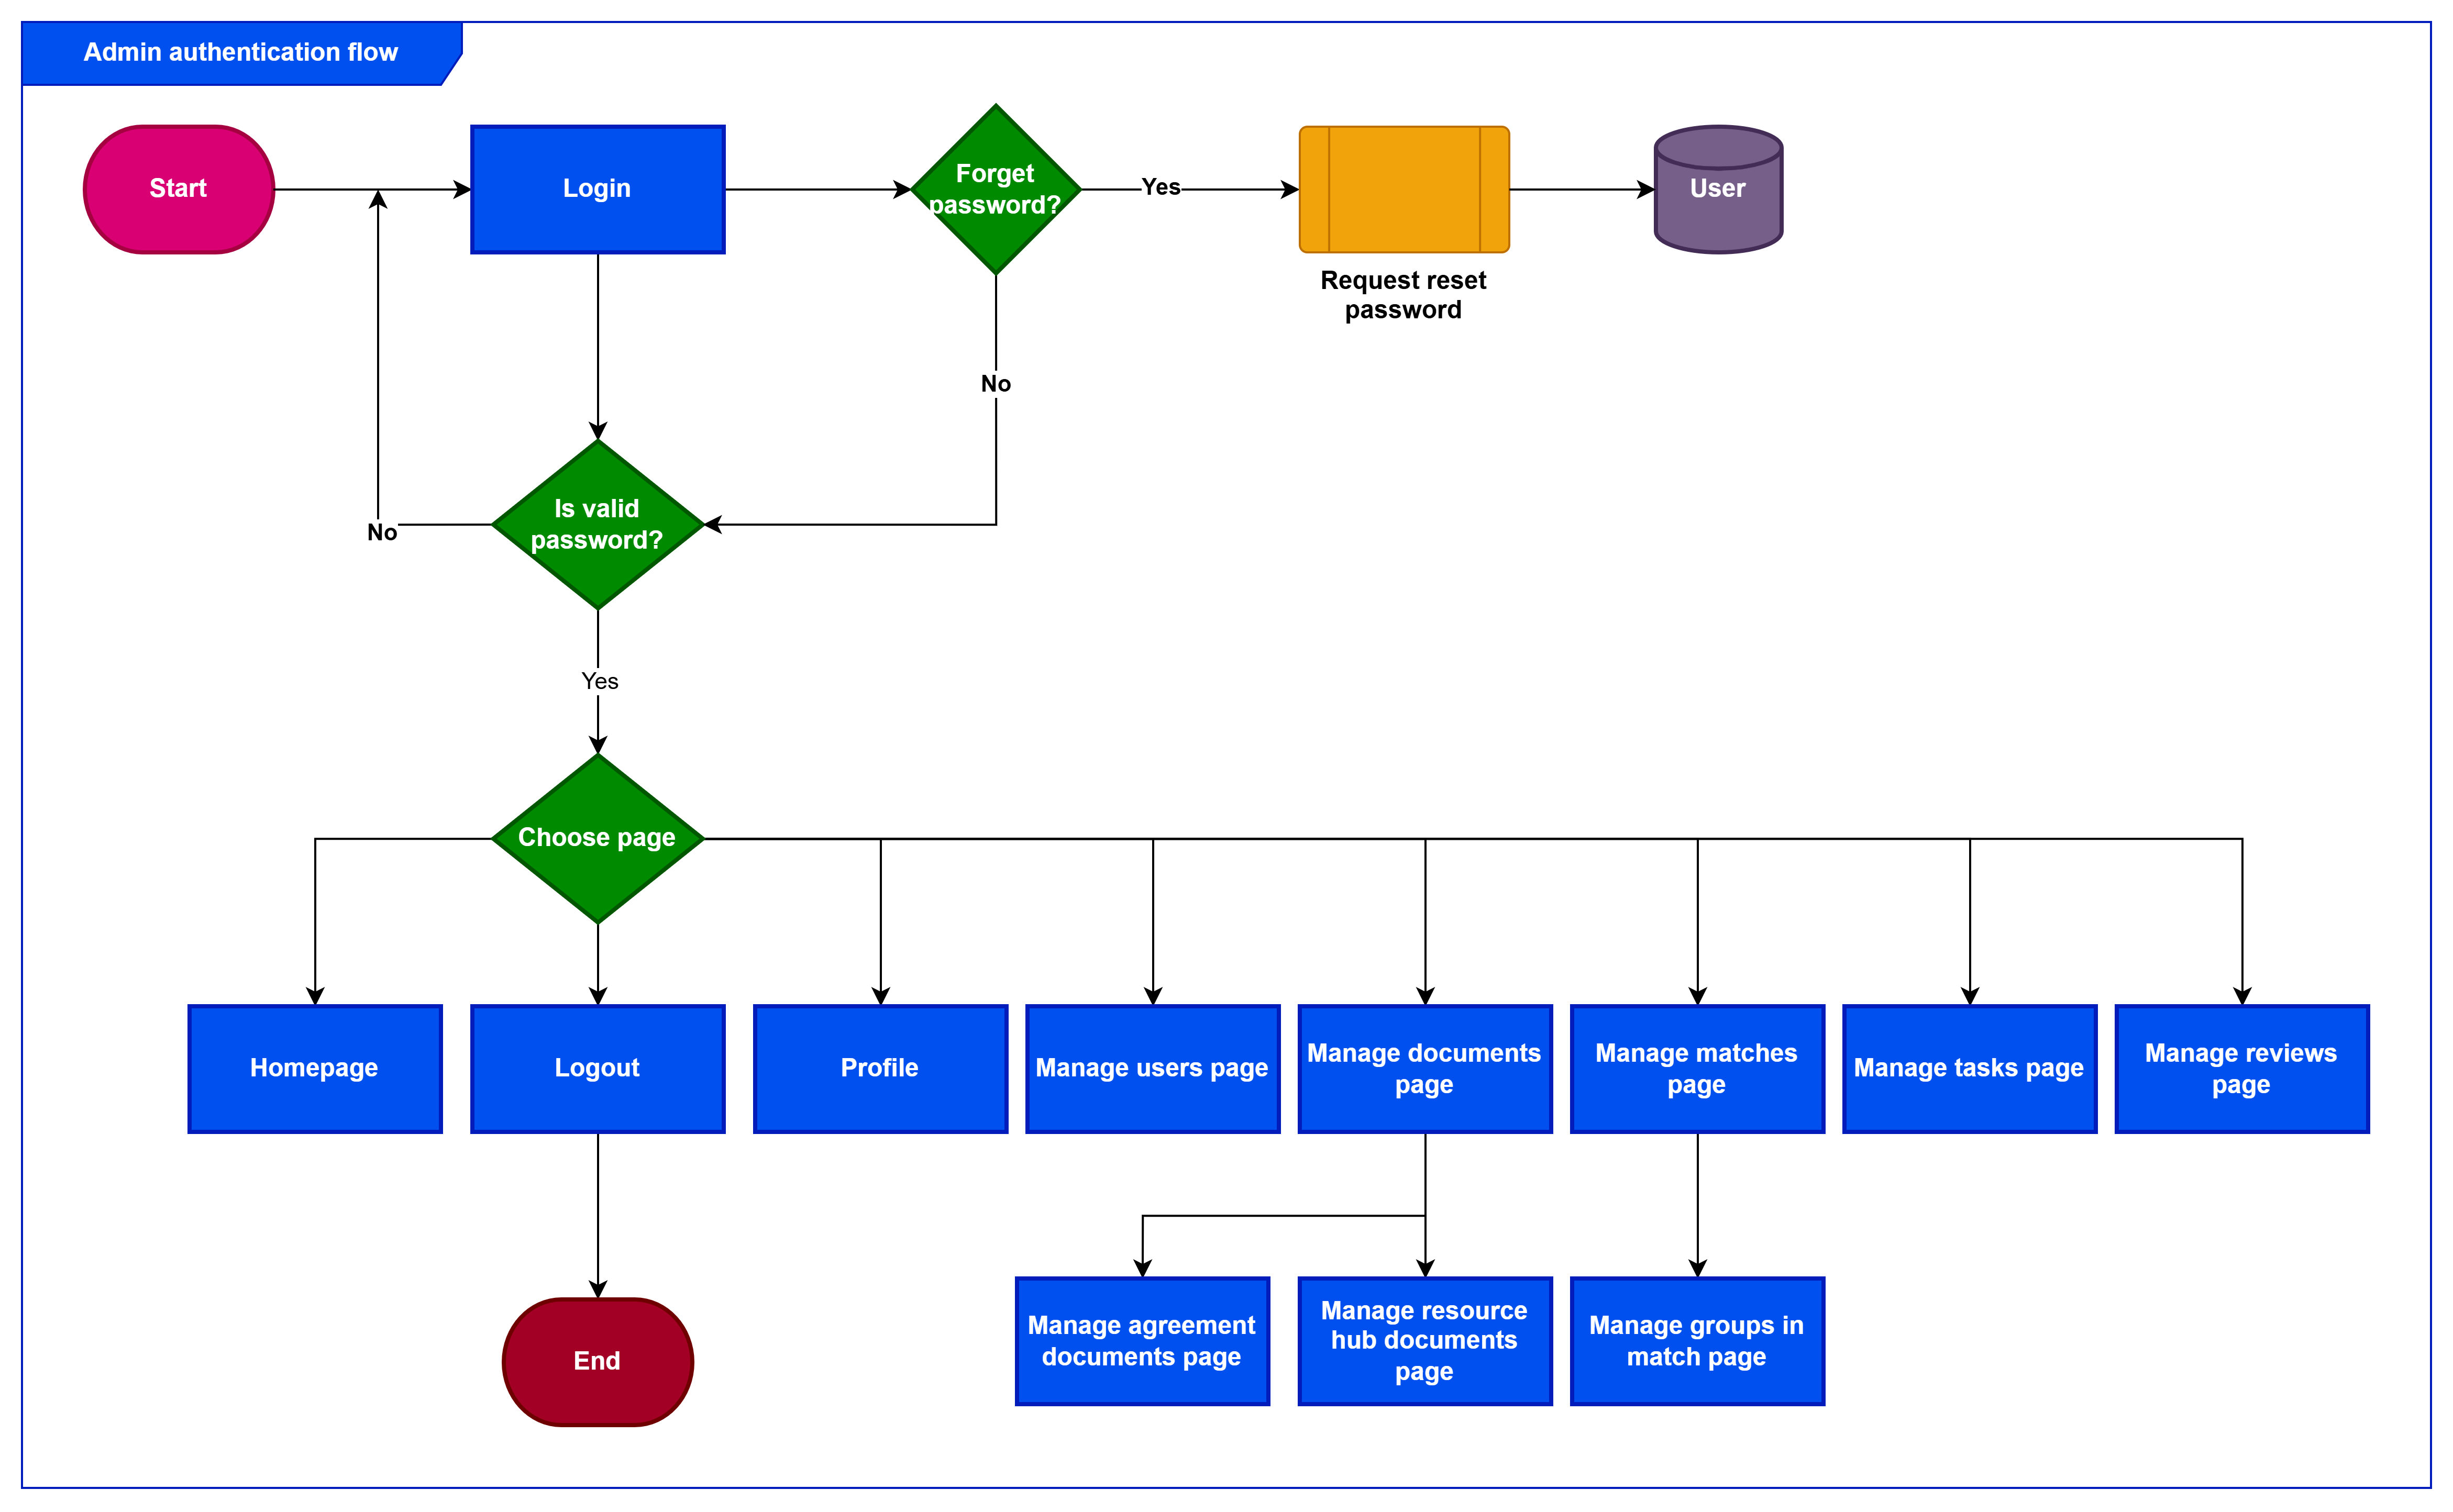 Admin authentication flow
Start
Login
Forget
password?
Yes
User
Request reset
password
No
Is valid
password?
No
Yes
Choose page
Homepage
Logout
Profile
Manage users page
Manage documents
page
Manage matches
page
Manage tasks page
Manage reviews
page
End
Manage agreement
documents page
Manage resource
hub documents
page
Manage groups in
match page